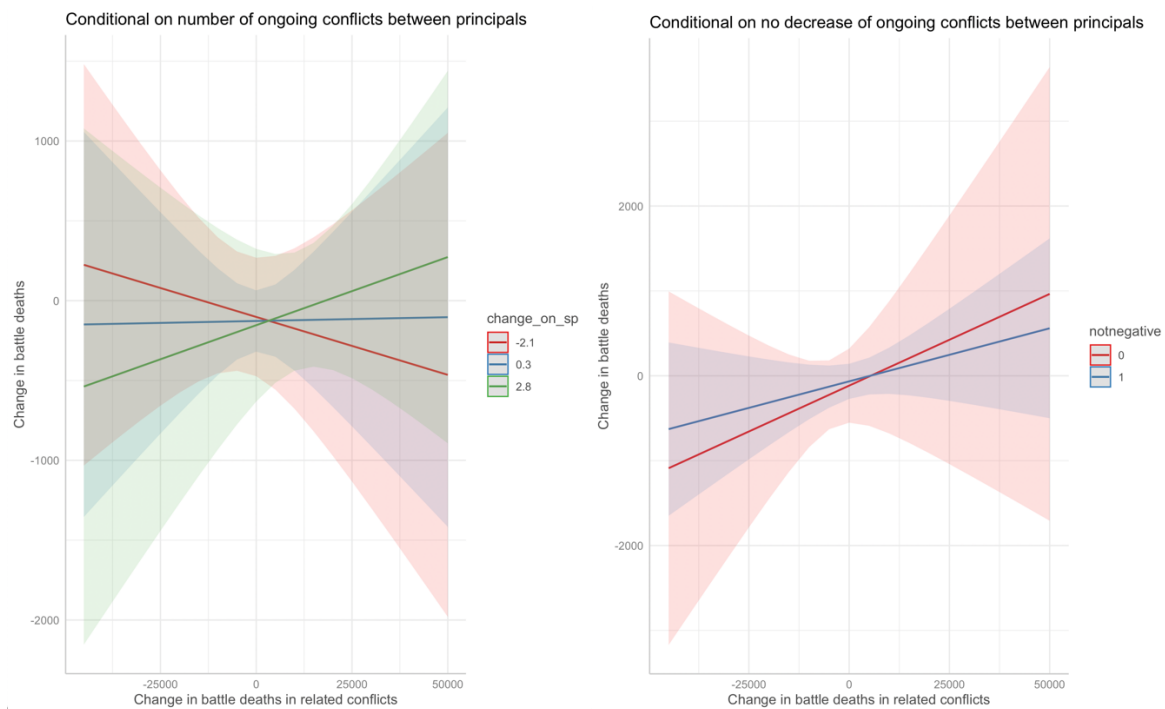 Conditional on number of ongoing conflicts between principals
Change in battle deaths
1000
0
-1000
-2000
-25000 0 25000 50000
Change in battle deaths in related conflicts
change_on_sp
-2.1
0.3
2.8
Conditional on no decrease of ongoing conflicts between principals
Change in battle deaths
2000
0
-2000
-25000 0 25000 50000
Change in battle deaths in related conflicts
notnegative
0
1